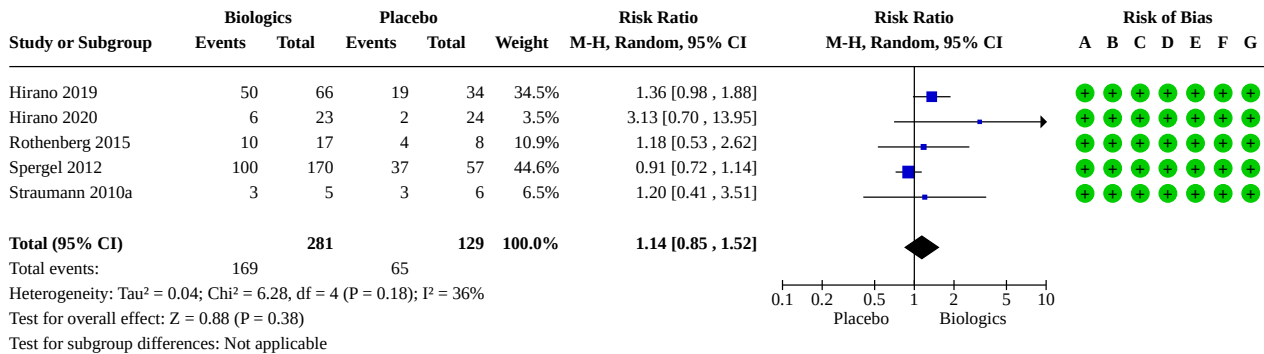 Biologics Placebo Risk Ratio Risk Ratio Risk of Bias
Study or Subgroup Events Total Events Total Weight M-H, Random, 95% CI M-H, Random, 95% CI A B C D E F G
Hirano 2019 50 66 19 34 34.5% 1.36 [0.98 , 1.88] + + + + + + +
Hirano 2020 6 23 2 24 3.5% 3.13 [0.70 , 13.95] + + + + + + +
Rothenberg 2015 10 17 4 8 10.9% 1.18 [0.53 , 2.62] + + + + + + +
Spergel 2012 100 170 37 57 44.6% 0.91 [0.72 , 1.14] + + + + + + +
Straumann 2010a 3 5 3 6 6.5% 1.20 [0.41 , 3.51] + + + + + + +
Total (95% CI) 281 129 100.0% 1.14 [0.85 , 1.52]
Total events: 169 65
Heterogeneity: Tau² = 0.04; Chi² = 6.28, df = 4 (P = 0.18); I² = 36%
0.1 0.2 0.5 1 2 5 10
Test for overall effect: Z = 0.88 (P = 0.38)
Placebo Biologics
Test for subgroup differences: Not applicable